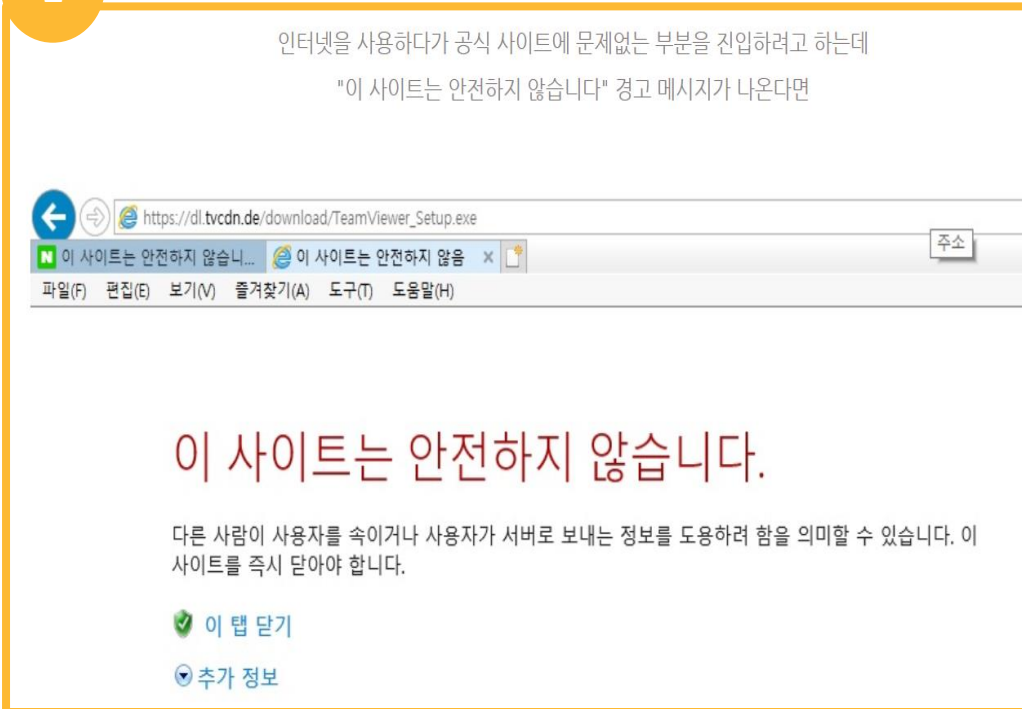 인터넷을 사용하다가 공식 사이트에 문제없는 부분을 진입하려고 하는데
"이 사이트는 안전하지 않습니다" 경고 메시지가 나온다면
https://dl.tvcdn.de/download/TeamViewer_Setup.exe
주소
N 이 사이트는 안전하지 않습니... 이 사이트는 안전하지 않음 x
파일(F) 편집(E) 보기(V) 즐겨찾기(A) 도구(T) 도움말(H)
이 사이트는 안전하지 않습니다.
다른 사람이 사용자를 속이거나 사용자가 서버로 보내는 정보를 도용하려 함을 의미할 수 있습니다. 이
사이트를 즉시 닫아야 합니다.
이 탭 닫기
추가 정보